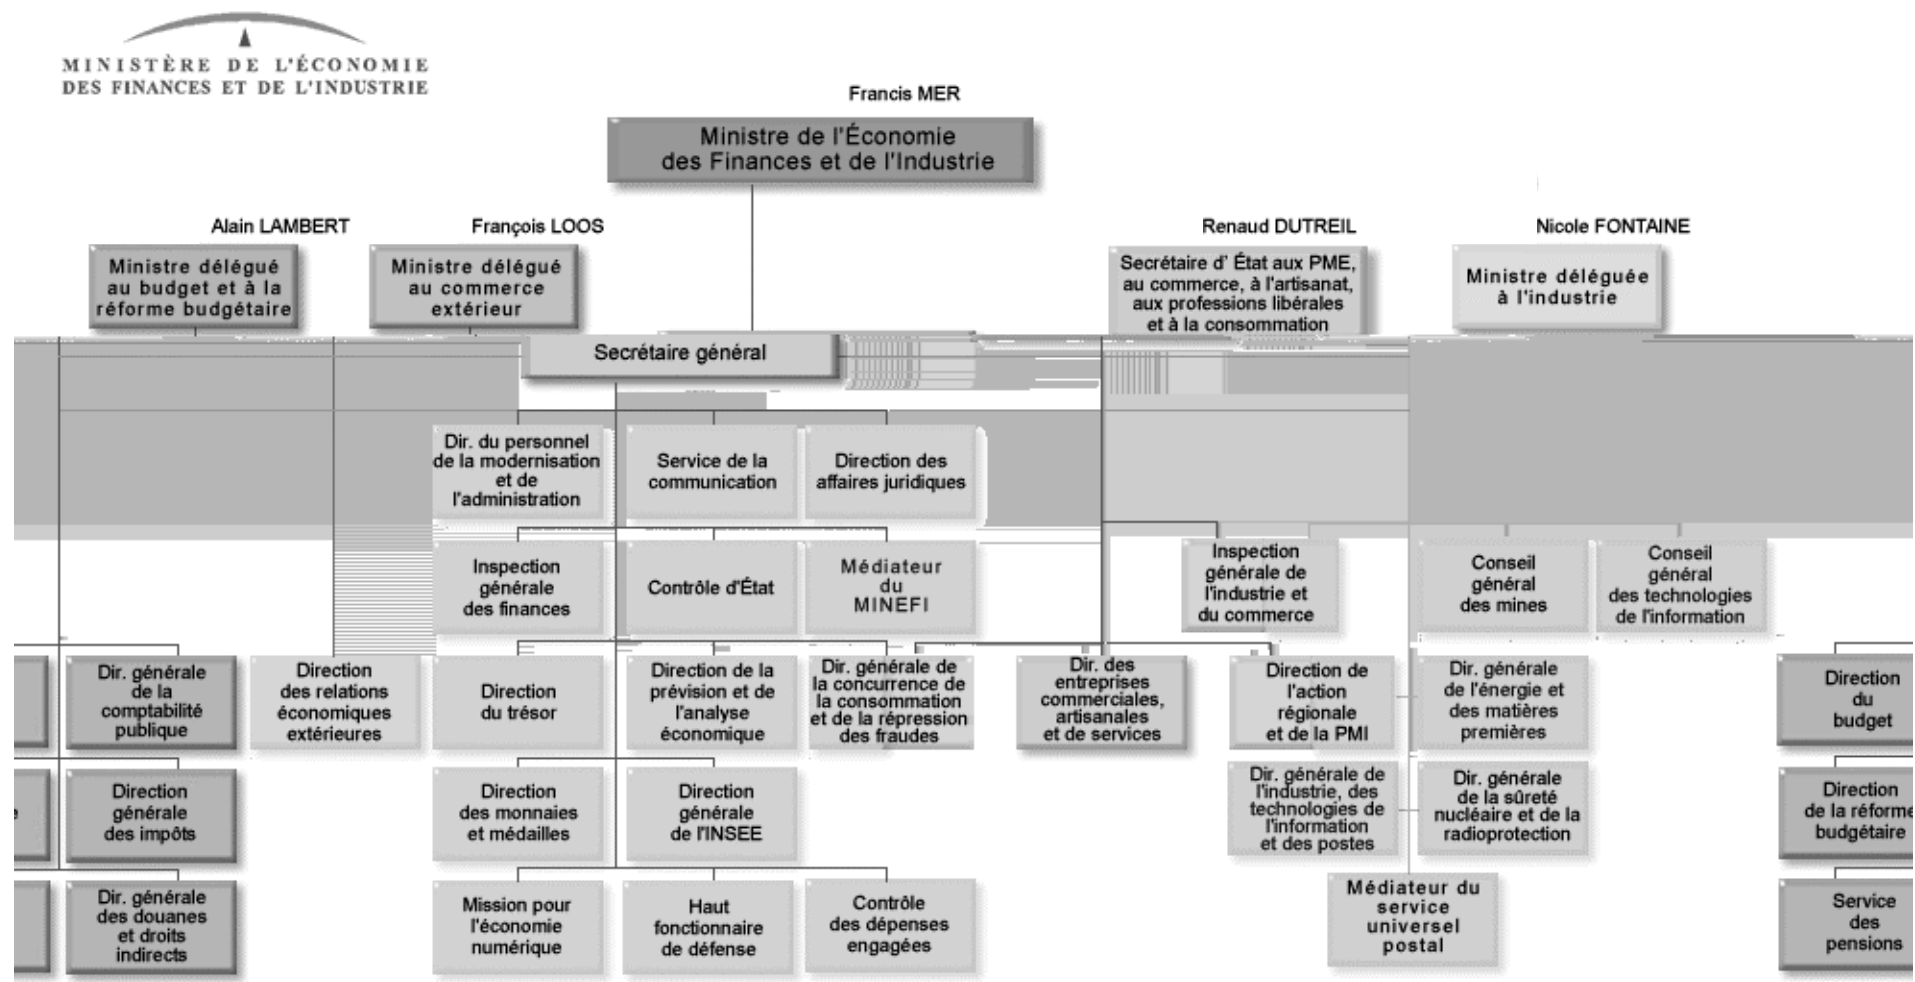 MINISTÈRE DE L'ÉCONOMIE
DES FINANCES ET DE L'INDUSTRIE
Francis MER
Ministre de l'Économie
des Finances et de l'Industrie
Alain LAMBERT
Ministre délégué
au budget et à la
réforme budgétaire
François LOOS
Ministre délégué
au commerce
extérieur
Renaud DUTREIL
Secrétaire d' État aux PME,
au commerce, à l'artisanat,
aux professions libérales
et à la consommation
Nicole FONTAINE
Ministre déléguée
à l'industrie
Secrétaire général
Dir. du personnel
de la modernisation
et de
l'administration
Service de la
communication
Direction des
affaires juridiques
Inspection
générale
des finances
Contrôle d'État
Médiateur
du
MINEFI
Inspection
générale de
l'industrie et
du commerce
Conseil
général
des mines
Conseil
général
des technologies
de l'information
Dir. générale
de la
comptabilité
publique
Direction
des relations
économiques
extérieures
Direction
du trésor
Direction de la
prévision et de
l'analyse
économique
Dir. générale de
la concurrence de
la consommation
et de la répression
des fraudes
Dir. des
entreprises
commerciales,
artisanales
et de services
Direction de
l'action
régionale
et de la PMI
Dir. générale
de l'énergie et
des matières
premières
Direction
du
budget
e
Direction
générale
des impôts
Direction
des monnaies
et médailles
Direction
générale
de l'INSEE
Dir. générale de
l'industrie, des
technologies de
l'information
et des postes
Dir. générale
de la sûreté
nucléaire et de la
radioprotection
Direction
de la réforme
budgétaire
Dir. générale
des douanes
et droits
indirects
Mission pour
l'économie
numérique
Haut
fonctionnaire
de défense
Contrôle
des dépenses
engagées
Médiateur du
service
universel
postal
Service
des
pensions